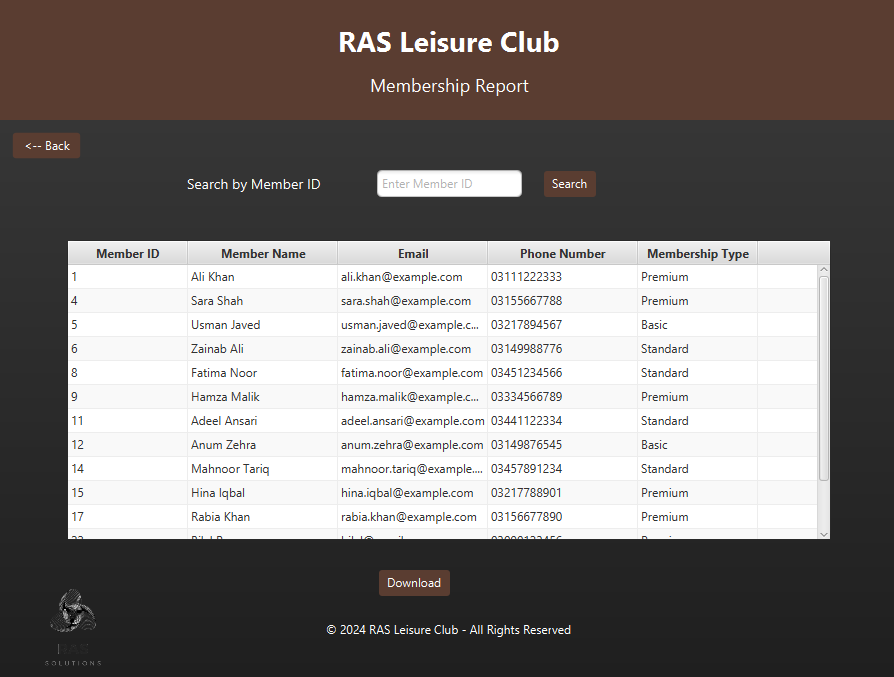 RAS Leisure Club
Membership Report
<-- Back
Search by Member ID Enter Member ID Search
Member ID Member Name Email Phone Number Membership Type
1 Ali Khan ali.khan@example.com 03111222333 Premium
4 Sara Shah sara.shah@example.com 03155667788 Premium
5 Usman Javed usman.javed@example.c... 03217894567 Basic
6 Zainab Ali zainab.ali@example.com 03149988776 Standard
8 Fatima Noor fatima.noor@example.com 03451234566 Standard
9 Hamza Malik hamza.malik@example.c... 03334566789 Premium
11 Adeel Ansari adeel.ansari@example.com 03441122334 Standard
12 Anum Zehra anum.zehra@example.com 03149876545 Basic
14 Mahnoor Tariq mahnoor.tariq@example.... 03457891234 Standard
15 Hina Iqbal hina.iqbal@example.com 03217788901 Premium
17 Rabia Khan rabia.khan@example.com 03156677890 Premium
Download
© 2024 RAS Leisure Club - All Rights Reserved
RAS
SOLUTIONS